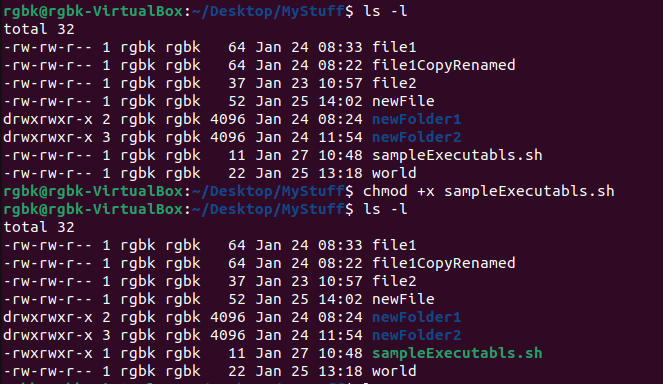 rgbk@rgbk-VirtualBox:~/Desktop/MyStuff$ ls -l
total 32
-rw-rw-r-- 1 rgbk rgbk   64 Jan 24 08:33 file1
-rw-rw-r-- 1 rgbk rgbk   64 Jan 24 08:22 file1CopyRenamed
-rw-rw-r-- 1 rgbk rgbk   37 Jan 23 10:57 file2
-rw-rw-r-- 1 rgbk rgbk   52 Jan 25 14:02 newFile
drwxrwxr-x 2 rgbk rgbk 4096 Jan 24 08:24 newFolder1
drwxrwxr-x 3 rgbk rgbk 4096 Jan 24 11:54 newFolder2
-rw-rw-r-- 1 rgbk rgbk   11 Jan 27 10:48 sampleExecutabls.sh
-rw-rw-r-- 1 rgbk rgbk   22 Jan 25 13:18 world
rgbk@rgbk-VirtualBox:~/Desktop/MyStuff$ chmod +x sampleExecutabls.sh
rgbk@rgbk-VirtualBox:~/Desktop/MyStuff$ ls -l
total 32
-rw-rw-r-- 1 rgbk rgbk   64 Jan 24 08:33 file1
-rw-rw-r-- 1 rgbk rgbk   64 Jan 24 08:22 file1CopyRenamed
-rw-rw-r-- 1 rgbk rgbk   37 Jan 23 10:57 file2
-rw-rw-r-- 1 rgbk rgbk   52 Jan 25 14:02 newFile
drwxrwxr-x 2 rgbk rgbk 4096 Jan 24 08:24 newFolder1
drwxrwxr-x 3 rgbk rgbk 4096 Jan 24 11:54 newFolder2
-rwxrwxr-x 1 rgbk rgbk   11 Jan 27 10:48 sampleExecutabls.sh
-rw-rw-r-- 1 rgbk rgbk   22 Jan 25 13:18 world